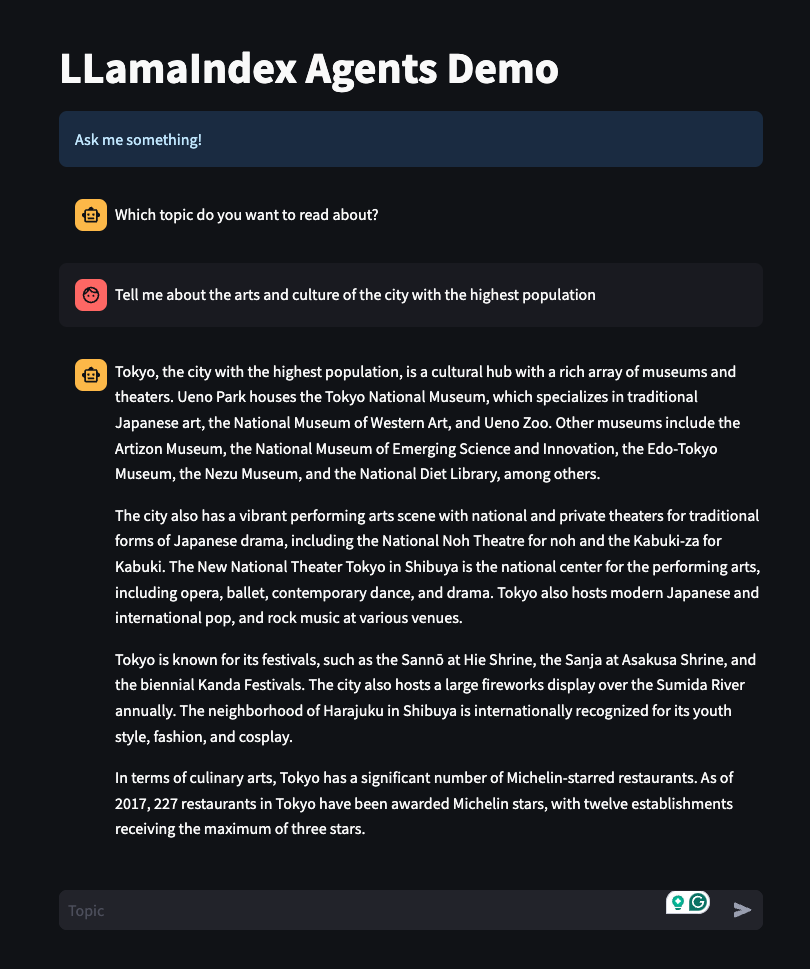 LLamaIndex Agents Demo
Ask me something!
Which topic do you want to read about?
Tell me about the arts and culture of the city with the highest population
Tokyo, the city with the highest population, is a cultural hub with a rich array of museums and
theaters. Ueno Park houses the Tokyo National Museum, which specializes in traditional
Japanese art, the National Museum of Western Art, and Ueno Zoo. Other museums include the
Artizon Museum, the National Museum of Emerging Science and Innovation, the Edo-Tokyo
Museum, the Nezu Museum, and the National Diet Library, among others.
The city also has a vibrant performing arts scene with national and private theaters for traditional
forms of Japanese drama, including the National Noh Theatre for noh and the Kabuki-za for
Kabuki. The New National Theater Tokyo in Shibuya is the national center for the performing arts,
including opera, ballet, contemporary dance, and drama. Tokyo also hosts modern Japanese and
international pop, and rock music at various venues.
Tokyo is known for its festivals, such as the Sannō at Hie Shrine, the Sanja at Asakusa Shrine, and
the biennial Kanda Festivals. The city also hosts a large fireworks display over the Sumida River
annually. The neighborhood of Harajuku in Shibuya is internationally recognized for its youth
style, fashion, and cosplay.
In terms of culinary arts, Tokyo has a significant number of Michelin-starred restaurants. As of
2017, 227 restaurants in Tokyo have been awarded Michelin stars, with twelve establishments
receiving the maximum of three stars.
Topic